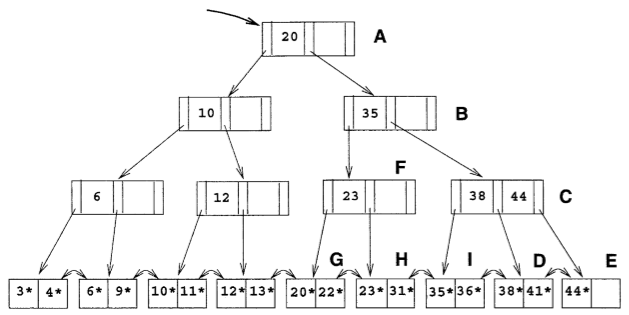 20 A
10 35 B
F
6 12 23 38 44 C
G H I D E
3* 4* 6* 9* 10* 11* 12* 13* 20* 22* 23* 31* 35* 36* 38* 41* 44*